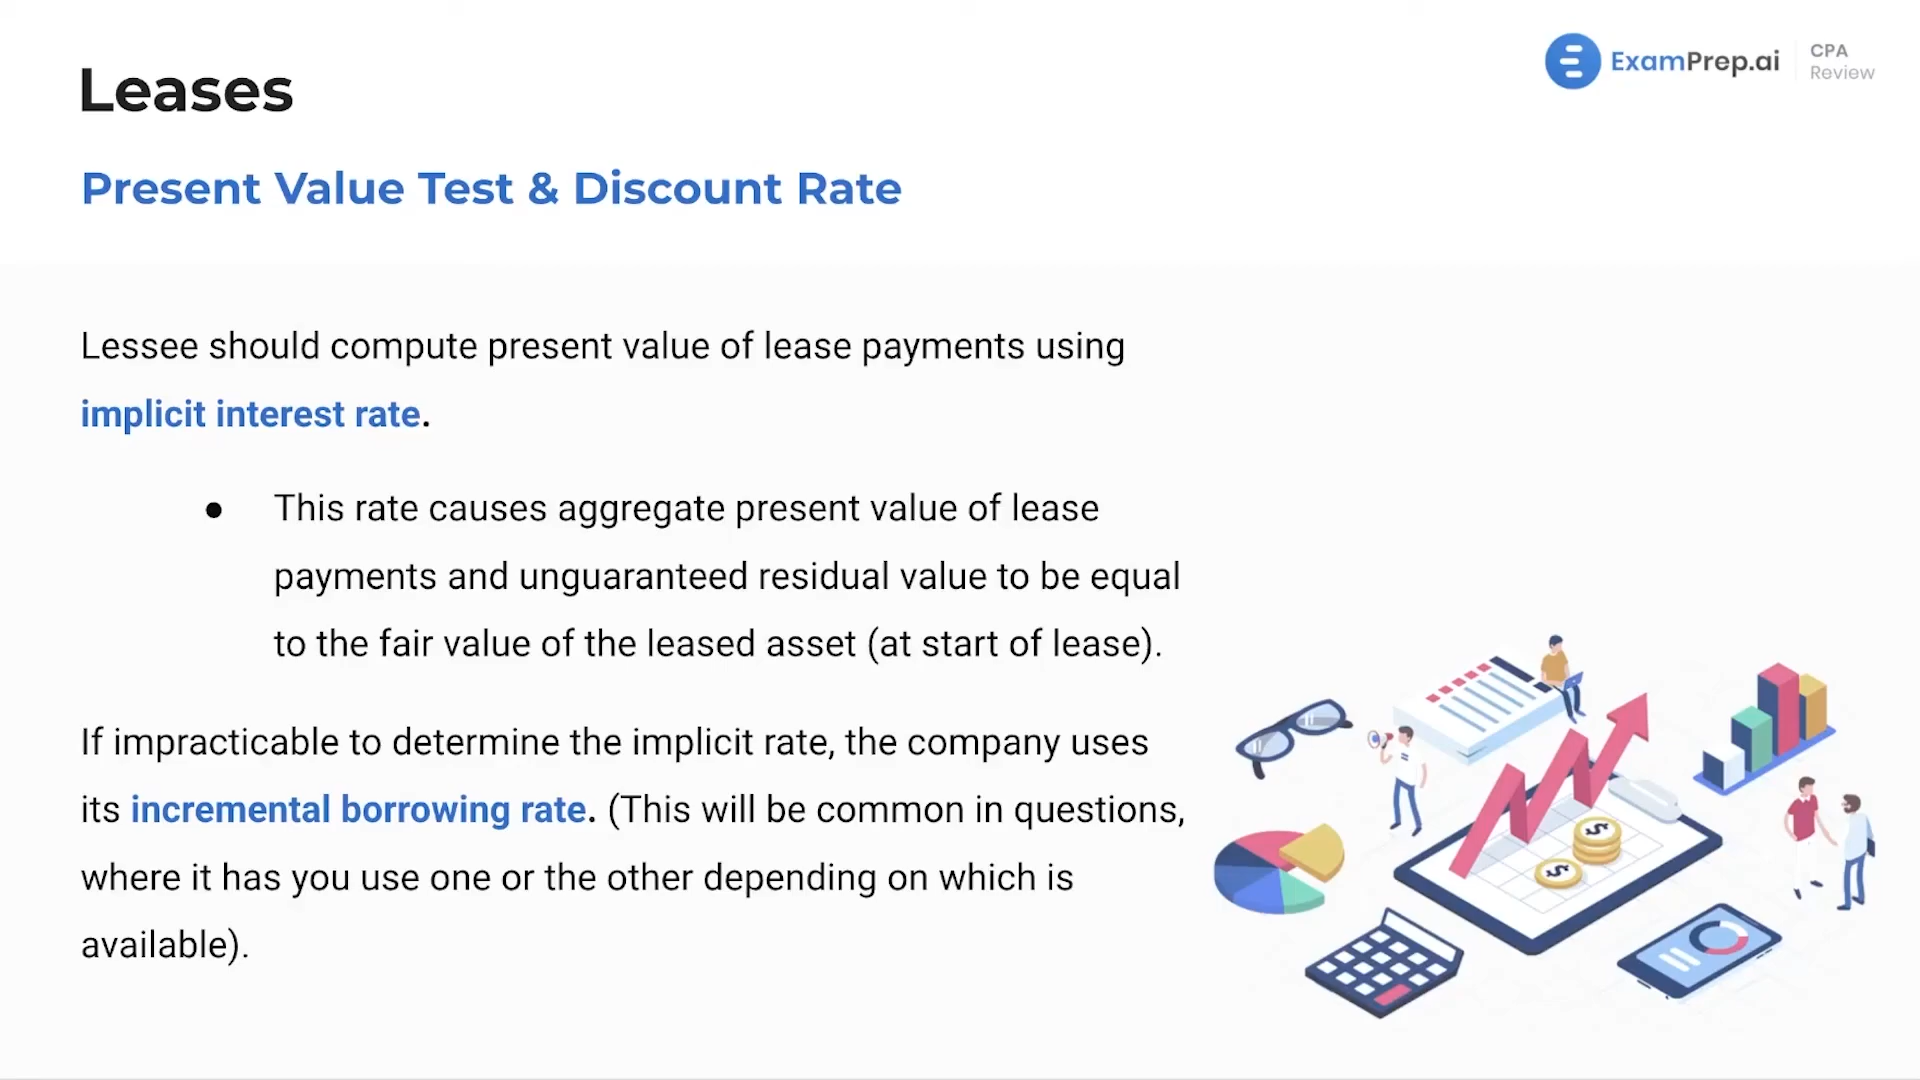 Leases
ExamPrep.ai
CPA
Review
Present Value Test & Discount Rate
Lessee should compute present value of lease payments using
implicit interest rate.
● This rate causes aggregate present value of lease
payments and unguaranteed residual value to be equal
to the fair value of the leased asset (at start of lease).
If impracticable to determine the implicit rate, the company uses
its incremental borrowing rate. (This will be common in questions,
where it has you use one or the other depending on which is
available).
$
$